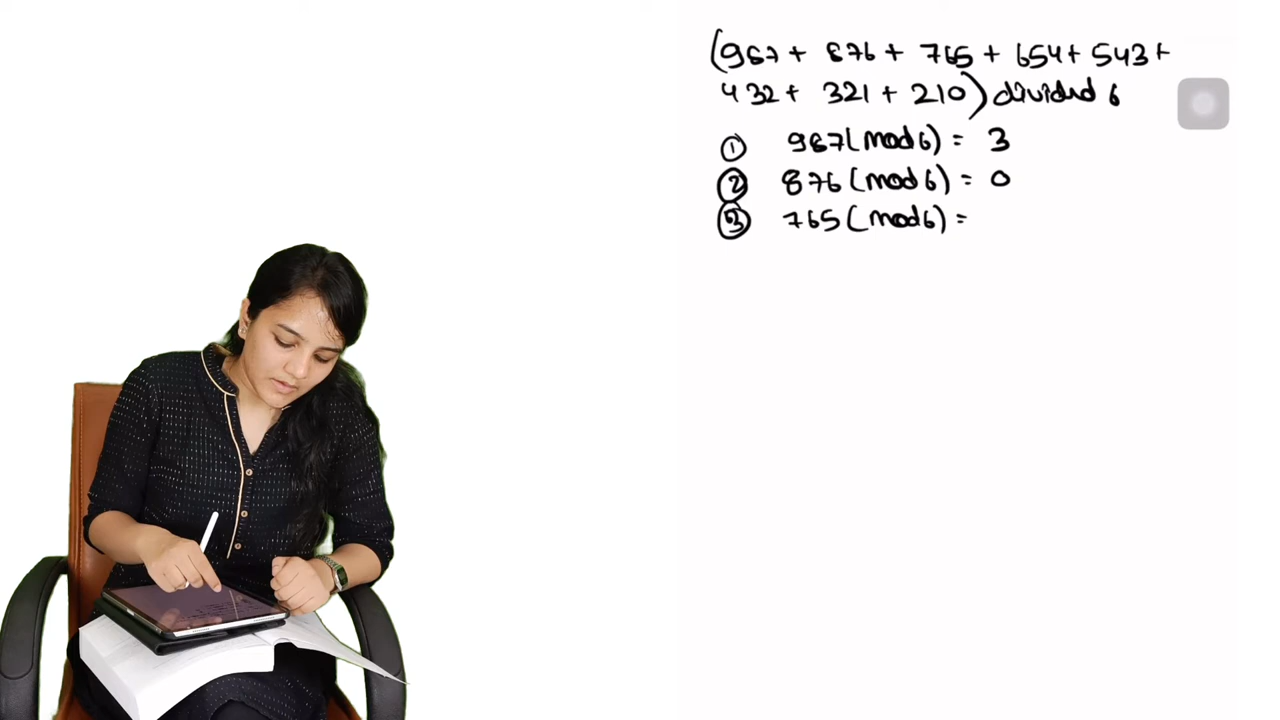 (987 + 876 + 765 + 654 + 543 +
432 + 321 + 210) divided 6
① 987 (mod 6) = 3
② 876 (mod 6) = 0
③ 765 (mod 6) =